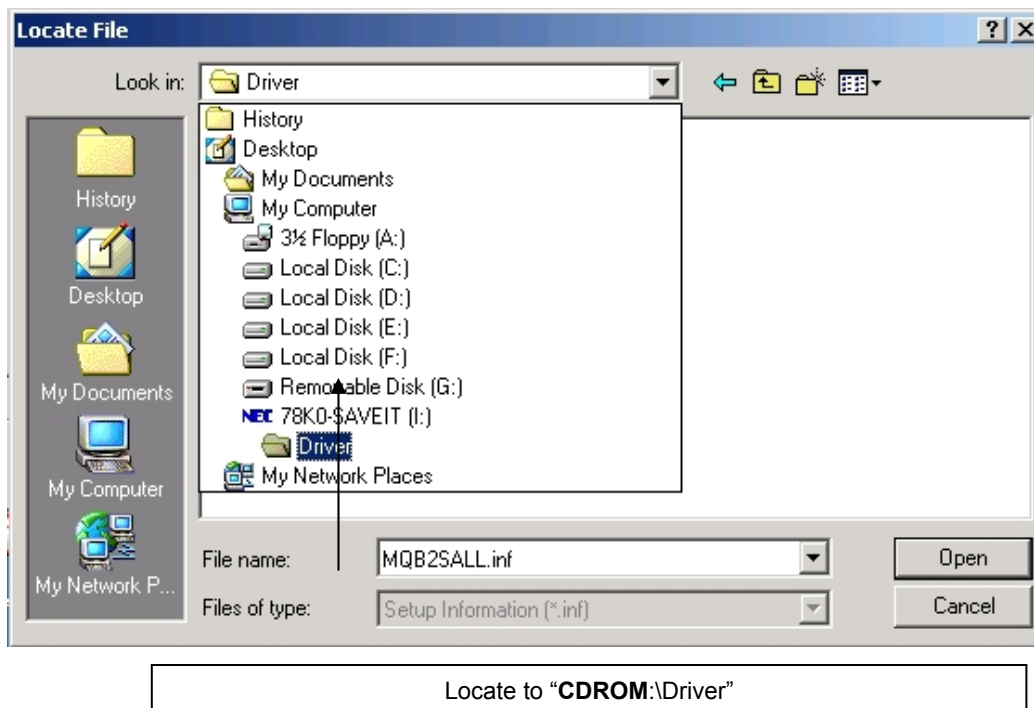 Locate File
Look in: Driver
History
Desktop
My Documents
My Computer
3½ Floppy (A:)
Local Disk (C:)
Local Disk (D:)
Local Disk (E:)
Local Disk (F:)
Removable Disk (G:)
NEC 78K0-SAVEIT (I:)
Driver
My Network Places
History
Desktop
My Documents
My Computer
My Network P...
File name: MQB2SALL.inf Open
Files of type: Setup Information (*.inf) Cancel
Locate to “CDROM:\Driver”